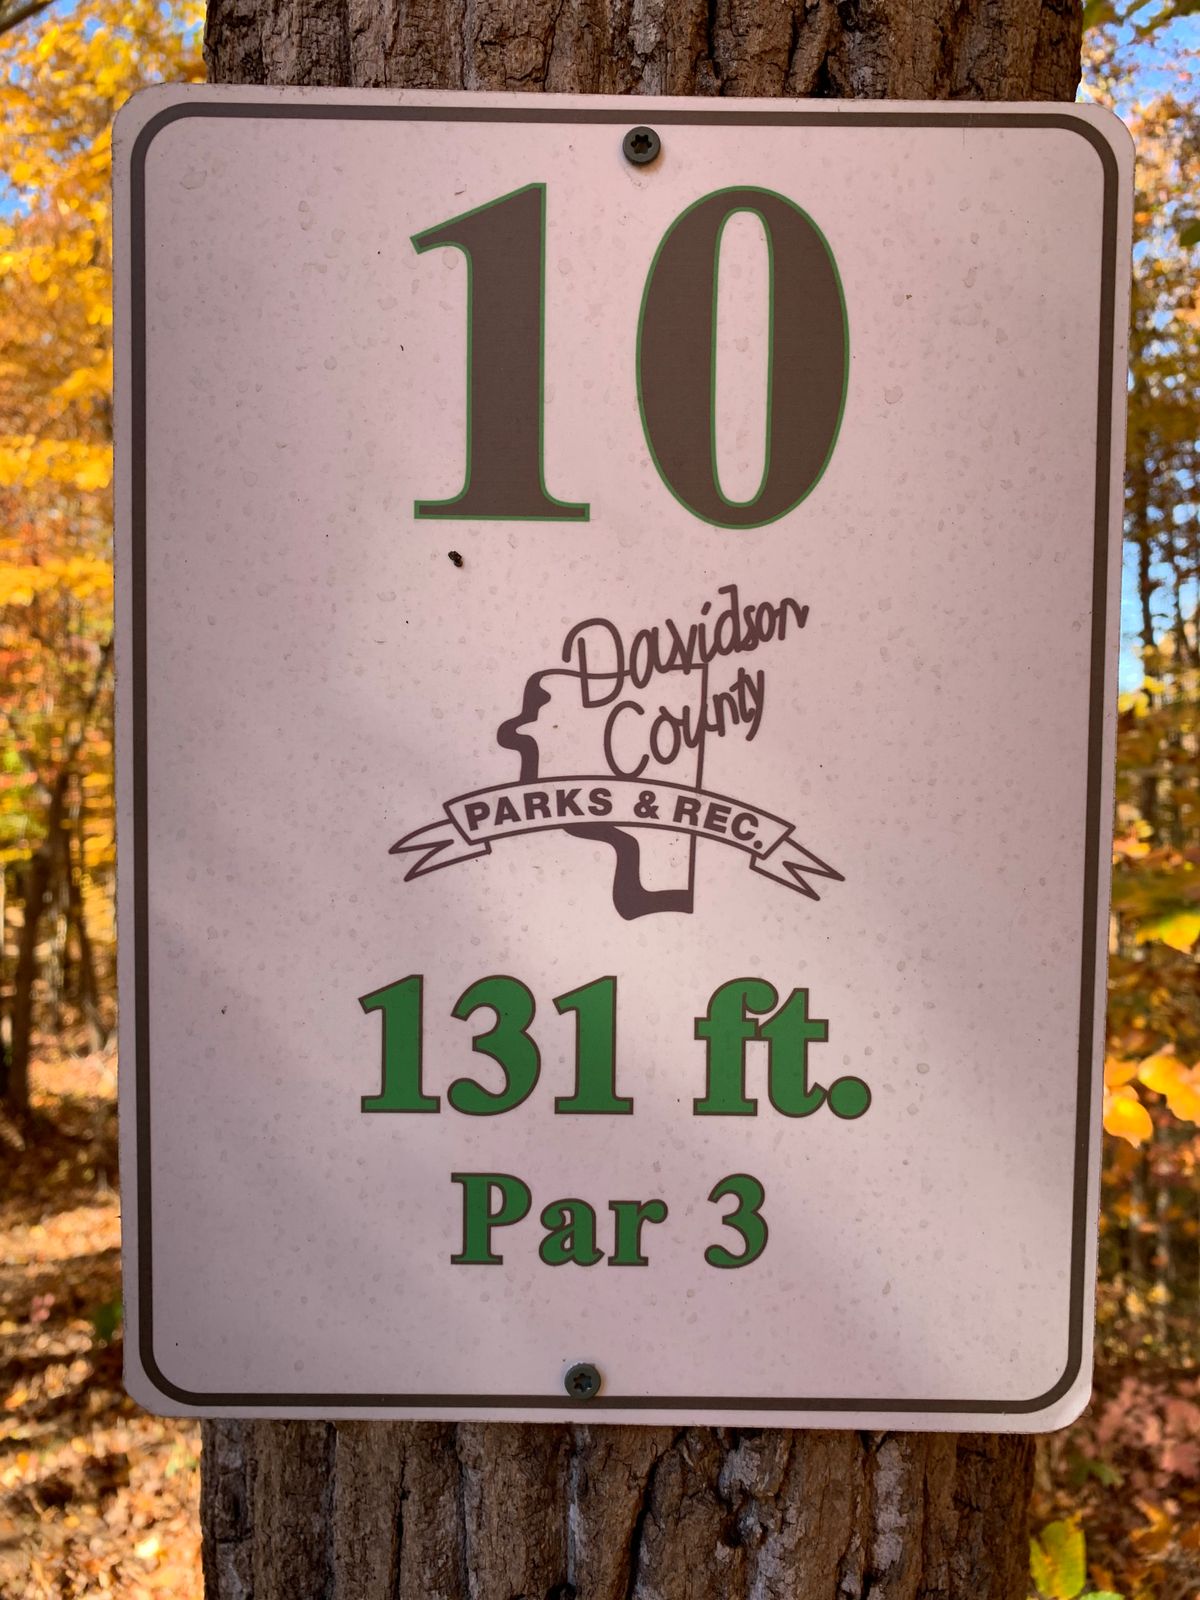 10
Davidson
County
PARKS & REC.
131 ft.
Par 3